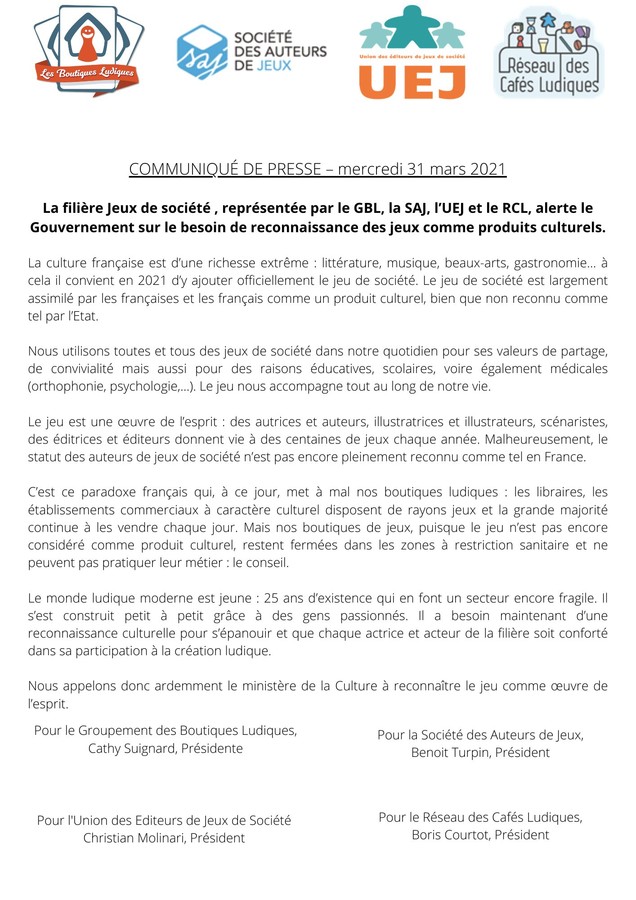 Les Boutiques Ludiques
saj
SOCIÉTÉ
DES AUTEURS
DE JEUX
Union des éditeurs de jeux de société
UEJ
Réseau des
Cafés Ludiques
COMMUNIQUÉ DE PRESSE – mercredi 31 mars 2021
La filière Jeux de société , représentée par le GBL, la SAJ, l’UEJ et le RCL, alerte le
Gouvernement sur le besoin de reconnaissance des jeux comme produits culturels.
La culture française est d’une richesse extrême : littérature, musique, beaux-arts, gastronomie... à
cela il convient en 2021 d’y ajouter officiellement le jeu de société. Le jeu de société est largement
assimilé par les françaises et les français comme un produit culturel, bien que non reconnu comme
tel par l’Etat.
Nous utilisons toutes et tous des jeux de société dans notre quotidien pour ses valeurs de partage,
de convivialité mais aussi pour des raisons éducatives, scolaires, voire également médicales
(orthophonie, psychologie,...). Le jeu nous accompagne tout au long de notre vie.
Le jeu est une œuvre de l’esprit : des autrices et auteurs, illustratrices et illustrateurs, scénaristes,
des éditrices et éditeurs donnent vie à des centaines de jeux chaque année. Malheureusement, le
statut des auteurs de jeux de société n’est pas encore pleinement reconnu comme tel en France.
C’est ce paradoxe français qui, à ce jour, met à mal nos boutiques ludiques : les libraires, les
établissements commerciaux à caractère culturel disposent de rayons jeux et la grande majorité
continue à les vendre chaque jour. Mais nos boutiques de jeux, puisque le jeu n’est pas encore
considéré comme produit culturel, restent fermées dans les zones à restriction sanitaire et ne
peuvent pas pratiquer leur métier : le conseil.
Le monde ludique moderne est jeune : 25 ans d’existence qui en font un secteur encore fragile. Il
s’est construit petit à petit grâce à des gens passionnés. Il a besoin maintenant d’une
reconnaissance culturelle pour s’épanouir et que chaque actrice et acteur de la filière soit conforté
dans sa participation à la création ludique.
Nous appelons donc ardemment le ministère de la Culture à reconnaître le jeu comme œuvre de
l’esprit.
Pour le Groupement des Boutiques Ludiques,
Cathy Suignard, Présidente
Pour la Société des Auteurs de Jeux,
Benoit Turpin, Président
Pour l'Union des Editeurs de Jeux de Société
Christian Molinari, Président
Pour le Réseau des Cafés Ludiques,
Boris Courtot, Président